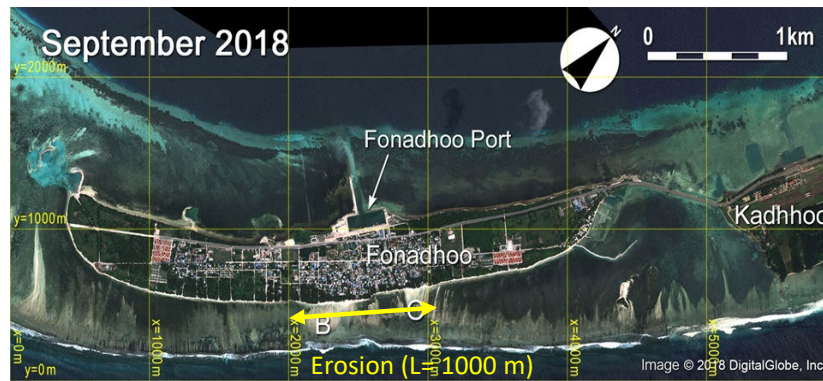 September 2018
N
0 1km
y=2000m
Fonadhoo Port
y=1000m
Kadhhoo
Fonadhoo
B C
x=0m
x=1000m
x=2000m
x=3000m
x=4000m
x=5000m
y=0m
Erosion (L= 1000 m)
Image © 2018 DigitalGlobe, Inc